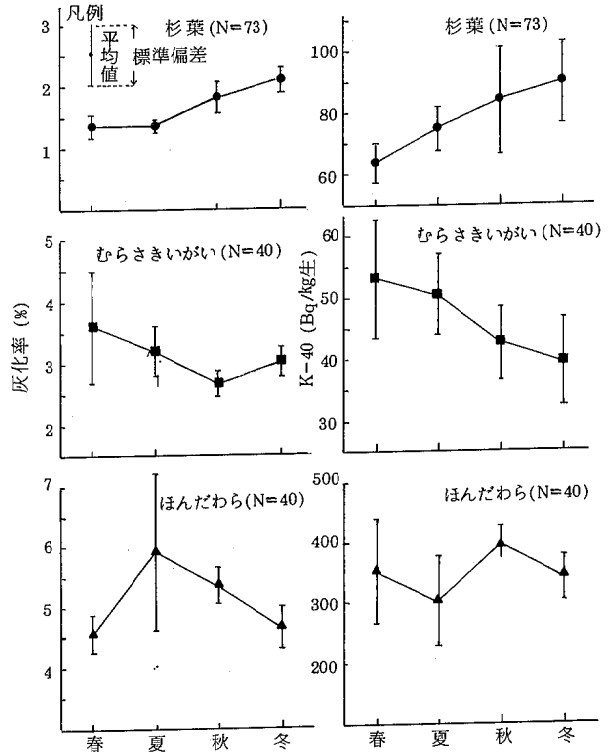 凡例
平均値
標準偏差
杉葉(N=73)
3
2
1
杉葉(N=73)
100
80
60
むらさきいがい(N=40)
5
4
3
2
灰化率(%)
むらさきいがい(N=40)
60
50
40
30
K-40(Bq/kg生)
ほんだわら(N=40)
7
6
5
4
春 夏 秋 冬
ほんだわら(N=40)
500
400
300
200
春 夏 秋 冬